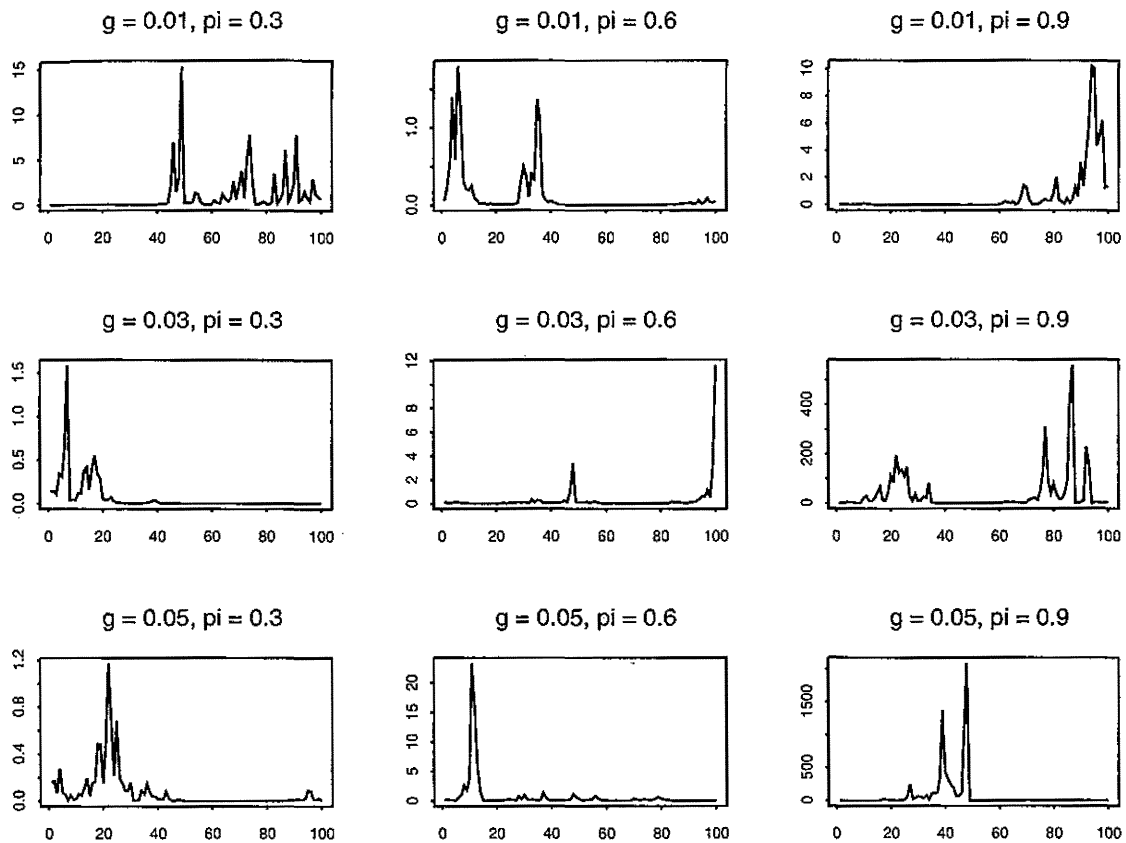 g = 0.01, pi = 0.3
15
10
5
0
0 20 40 60 80 100
g = 0.01, pi = 0.6
1.0
0.0
0 20 40 60 80 100
g = 0.01, pi = 0.9
10
8
6
4
2
0
0 20 40 60 80 100
g = 0.03, pi = 0.3
1.5
1.0
0.5
0.0
0 20 40 60 80 100
g = 0.03, pi = 0.6
12
8
6
4
2
0
0 20 40 60 80 100
g = 0.03, pi = 0.9
400
200
0
0 20 40 60 80 100
g = 0.05, pi = 0.3
1.2
0.8
0.4
0.0
0 20 40 60 80 100
g = 0.05, pi = 0.6
20
15
10
5
0
0 20 40 60 80 100
g = 0.05, pi = 0.9
1500
500
0
0 20 40 60 80 100